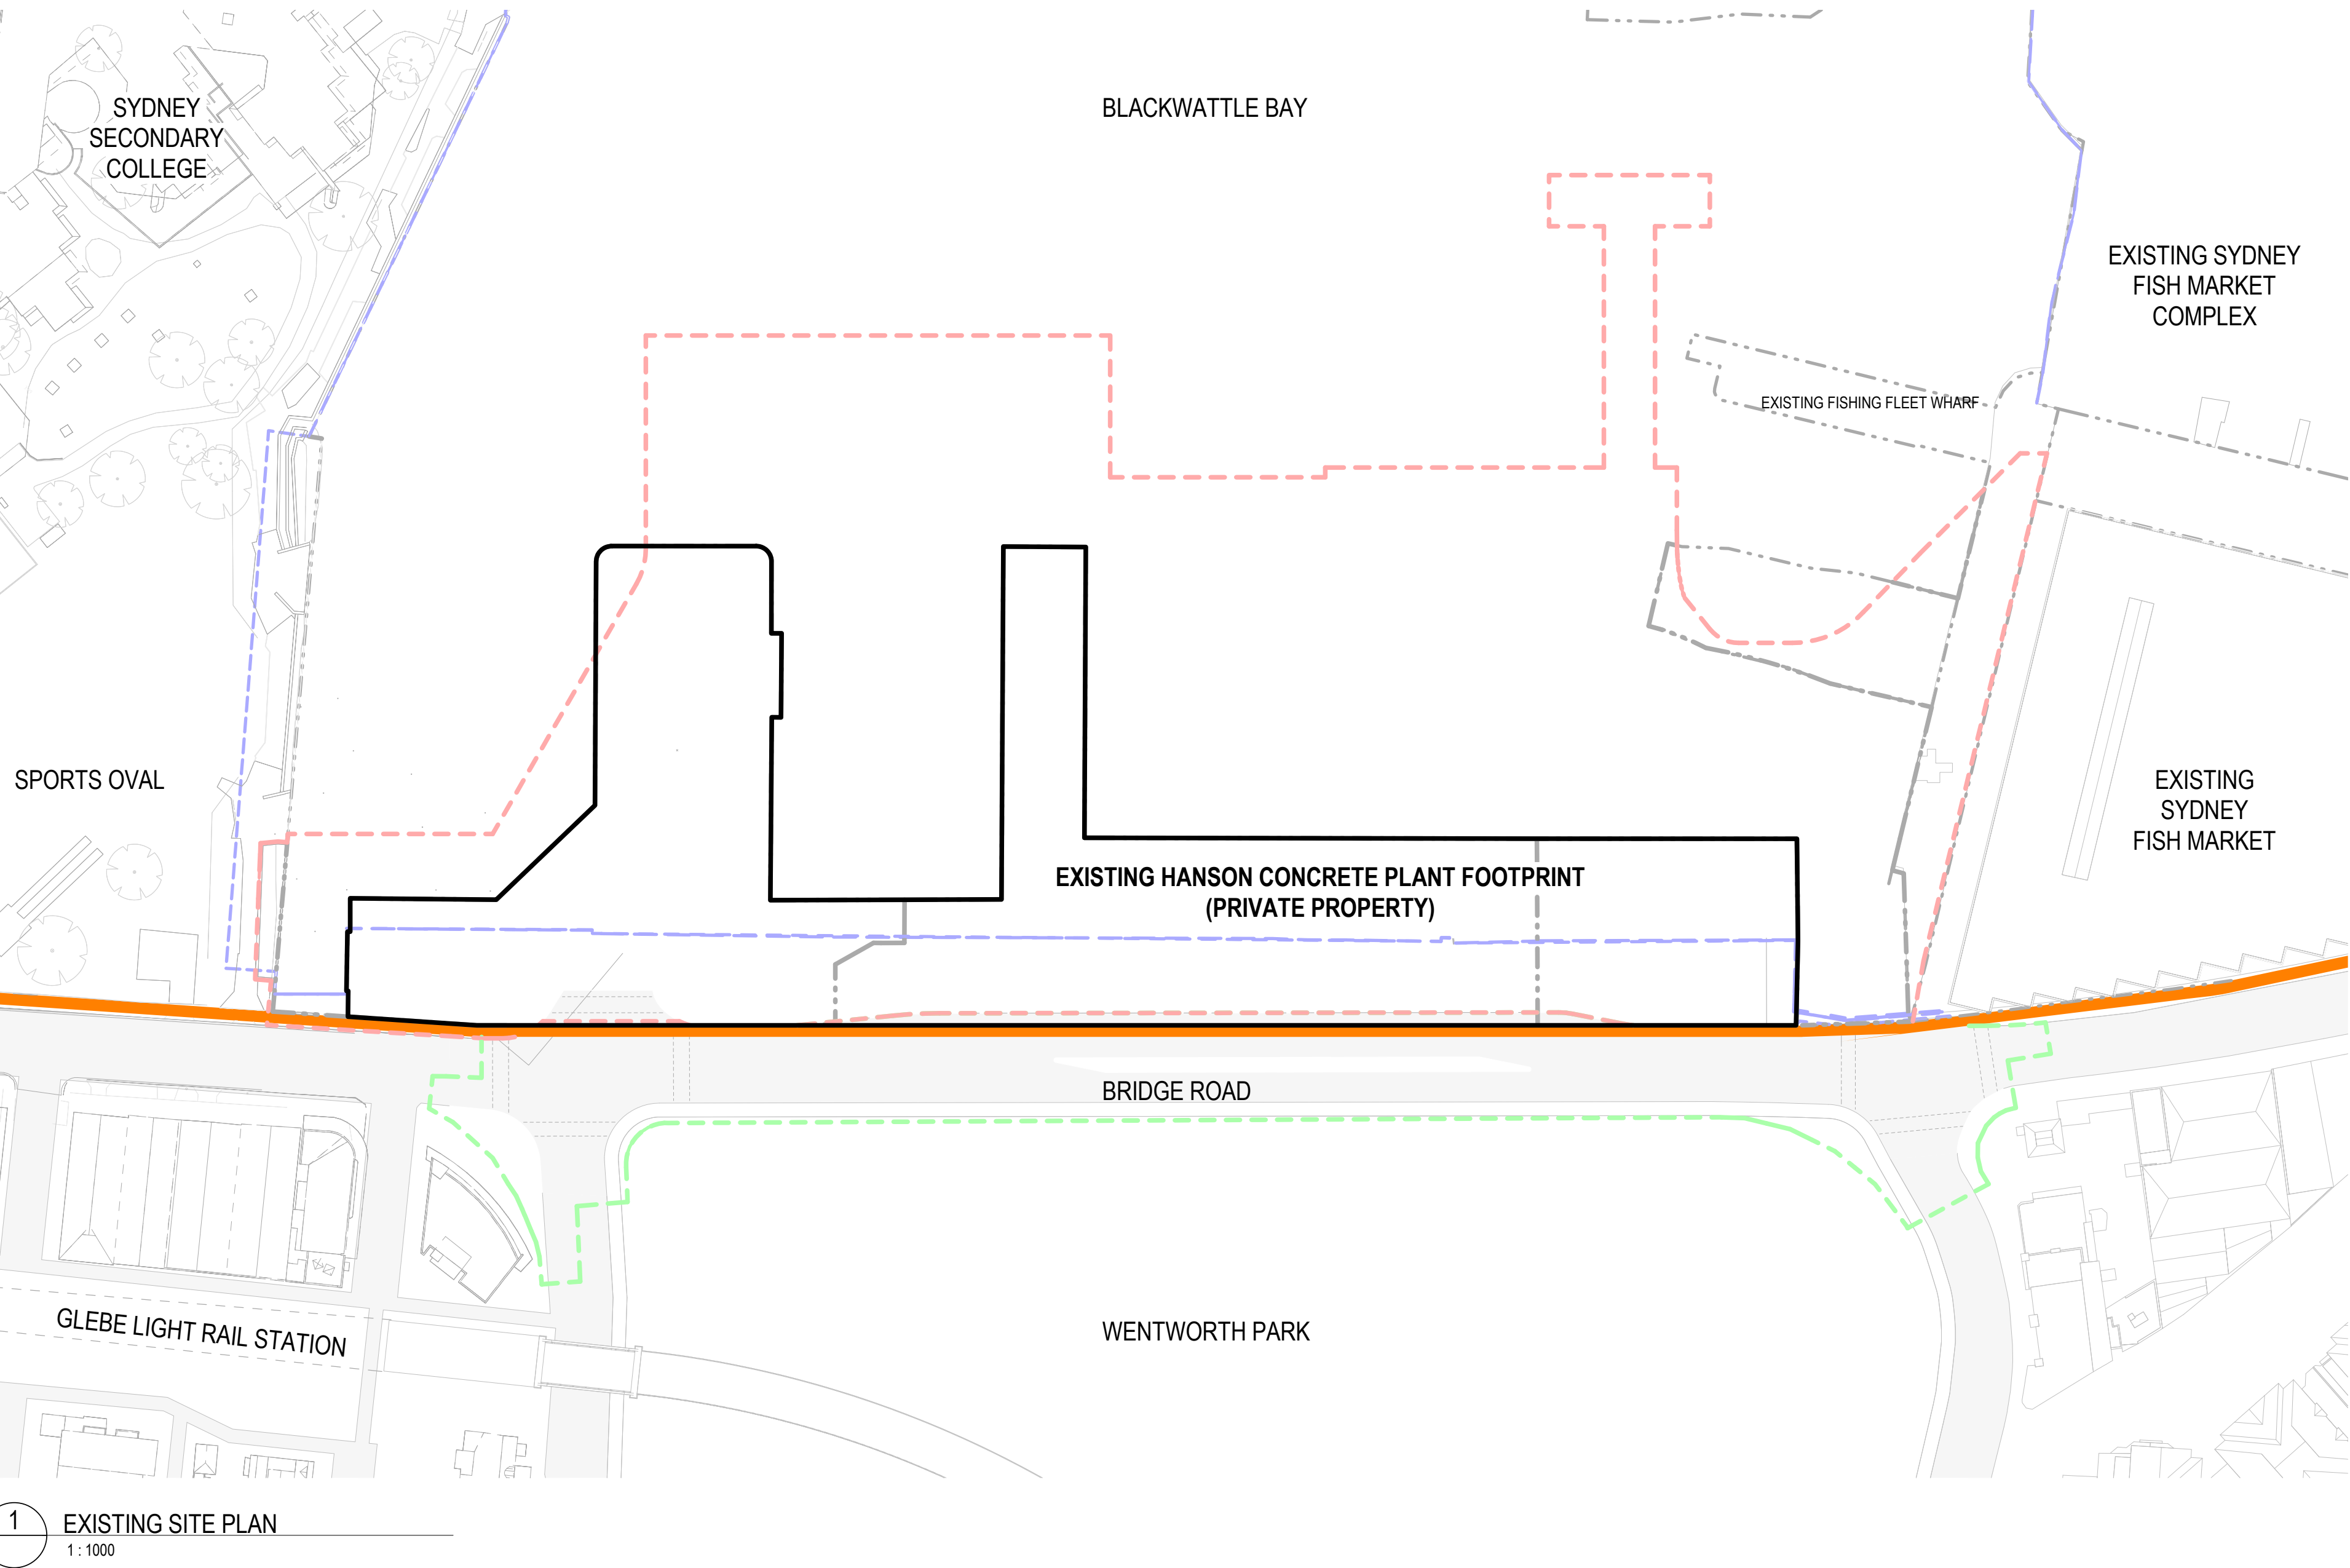 SYDNEY
SECONDARY
COLLEGE
BLACKWATTLE BAY
EXISTING SYDNEY
FISH MARKET
COMPLEX
EXISTING FISHING FLEET WHARF
SPORTS OVAL
EXISTING
SYDNEY
FISH MARKET
EXISTING HANSON CONCRETE PLANT FOOTPRINT
(PRIVATE PROPERTY)
BRIDGE ROAD
GLEBE LIGHT RAIL STATION
WENTWORTH PARK
1
EXISTING SITE PLAN
1 : 1000